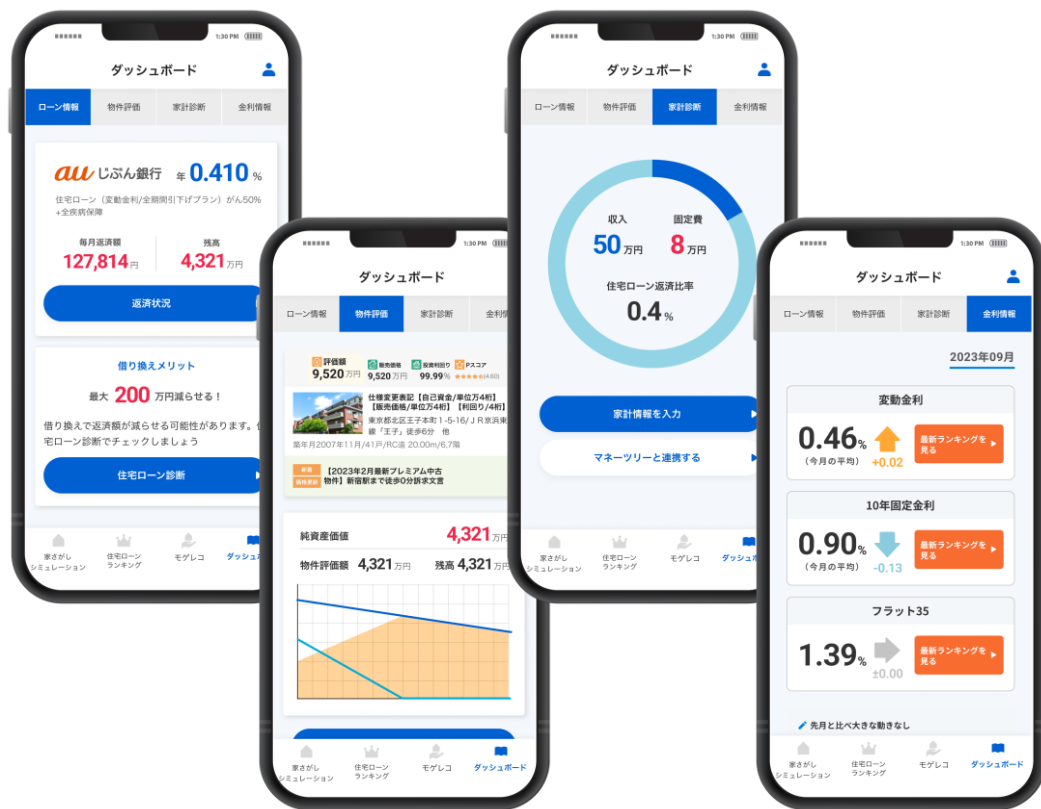 1:30 PM
ダッシュボード
ローン情報
物件評価
家計診断
金利情報
au じぶん銀行 年 0.410 %
住宅ローン（変動金利/全期間引下げプラン）がん50%
+全疾病保障
毎月返済額
127,814円
残高
4,321万円
返済状況
借り換えメリット
最大 200 万円減らせる！
借り換えで返済額が減らせる可能性があります。
宅ローン診断でチェックしましょう
住宅ローン診断
家さがし
シミュレーション
住宅ローン
ランキング
モゲレコ
ダッシュボ
1:30 PM
ダッシュボード
ローン情報
物件評価
家計診断
金利
評価額
9,520万円
販売価格
9,520万円
投資利回り
99.99%
Pスコア
★★★★★(4.60)
仕様変更表記【自己資金/単位万4桁】
【販売価格/単位万4桁】【利回り/4桁】
東京都北区王子本町1-5-16/ＪＲ京浜東
線「王子」徒歩6分 他
築年月2007年11月/41戸/RC造 20.00m/6.7階
新着
価格更新
【2023年2月最新プレミアム中古
物件】新宿駅まで徒歩0分訴求文言
純資産価値
4,321万円
物件評価額 4,321万円
残高 4,321万円
家さがし
シミュレーション
住宅ローン
ランキング
モゲレコ
ダッシュボード
1:30 PM
ダッシュボード
ローン情報
物件評価
家計診断
金利情報
収入
50万円
固定費
8万円
住宅ローン返済比率
0.4%
家計情報を入力
マネーツリーと連携する
家さがし
シミュレーション
住宅ローン
ランキング
モゲレコ
ダッシュボ
1:30 PM
ダッシュボード
ローン情報
物件評価
家計診断
金利情報
2023年09月
変動金利
0.46%
（今月の平均）
+0.02
最新ランキングを
見る
10年固定金利
0.90%
（今月の平均）
-0.13
最新ランキングを
見る
フラット35
1.39%
±0.00
最新ランキングを
見る
先月と比べ大きな動きなし
家さがし
シミュレーション
住宅ローン
ランキング
モゲレコ
ダッシュボード